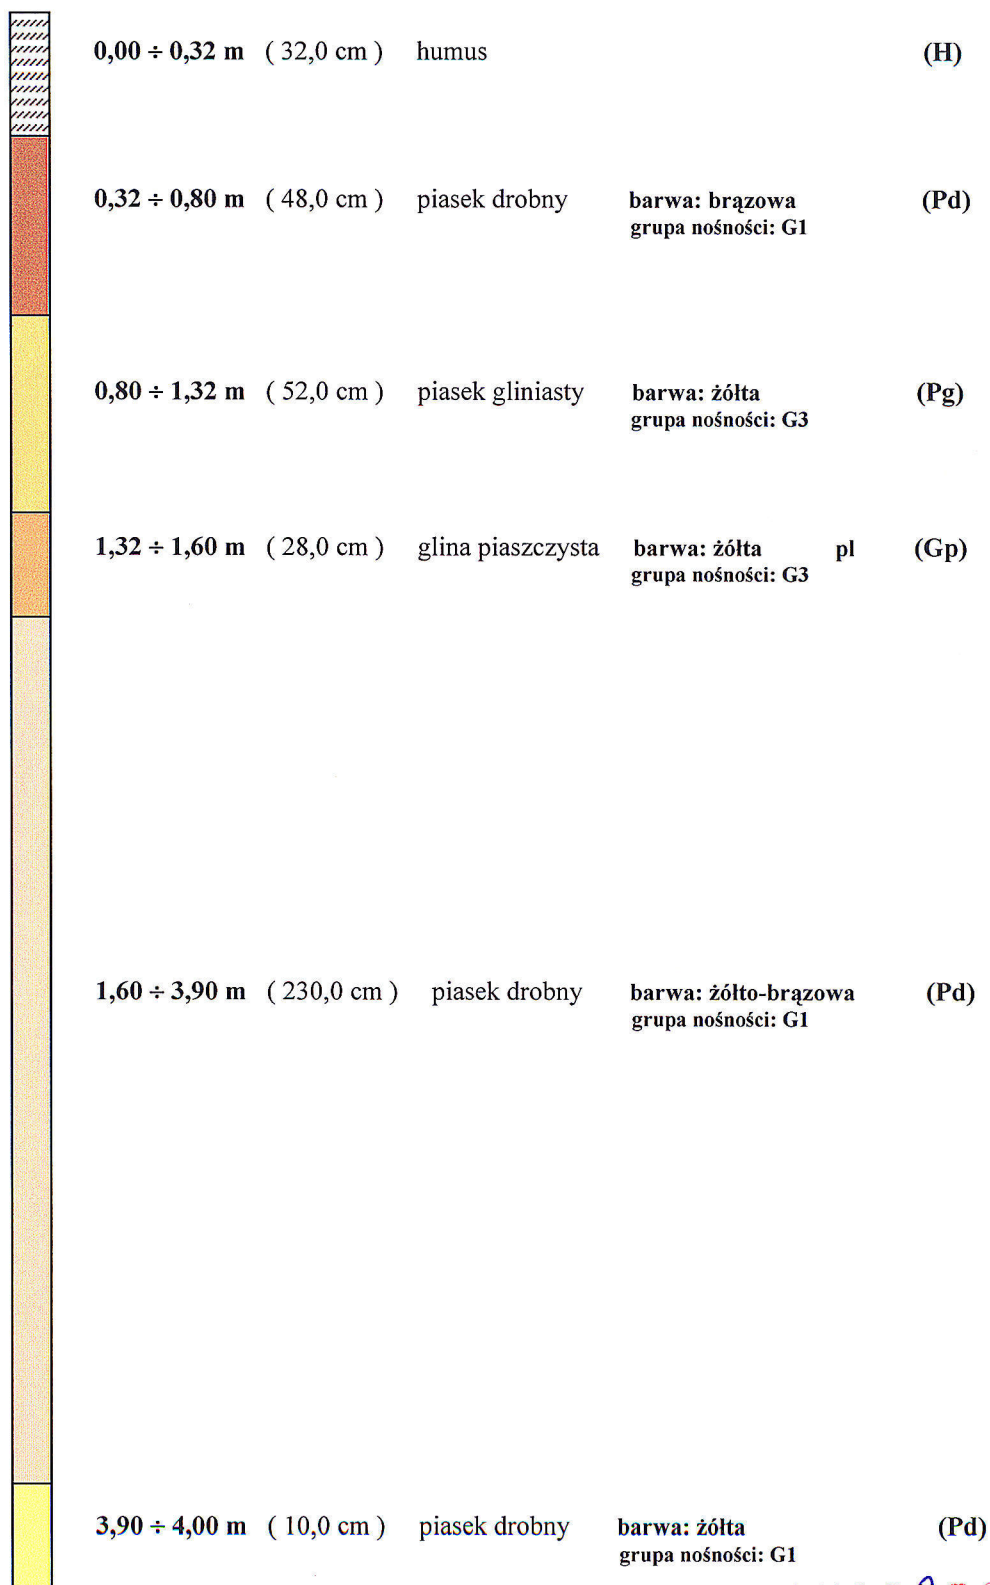 0,00 ÷ 0,32 m ( 32,0 cm ) humus (H)
0,32 ÷ 0,80 m ( 48,0 cm ) piasek drobny barwa: brązowa (Pd)
grupa nośności: G1
0,80 ÷ 1,32 m ( 52,0 cm ) piasek gliniasty barwa: żółta (Pg)
grupa nośności: G3
1,32 ÷ 1,60 m ( 28,0 cm ) glina piaszczysta barwa: żółta pl (Gp)
grupa nośności: G3
1,60 ÷ 3,90 m ( 230,0 cm ) piasek drobny barwa: żółto-brązowa (Pd)
grupa nośności: G1
3,90 ÷ 4,00 m ( 10,0 cm ) piasek drobny barwa: żółta (Pd)
grupa nośności: G1